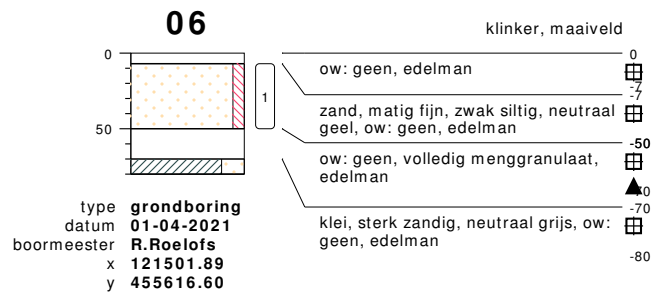 06
klinker, maaiveld
0
0
ow: geen, edelman
-7
-7
1
zand, matig fijn, zwak siltig, neutraal
geel, ow: geen, edelman
50
-50
ow: geen, volledig menggranulaat,
edelman
-70
klei, sterk zandig, neutraal grijs, ow:
geen, edelman
-80
type grondboring
datum 01-04-2021
boormeester R.Roelofs
x 121501.89
y 455616.60